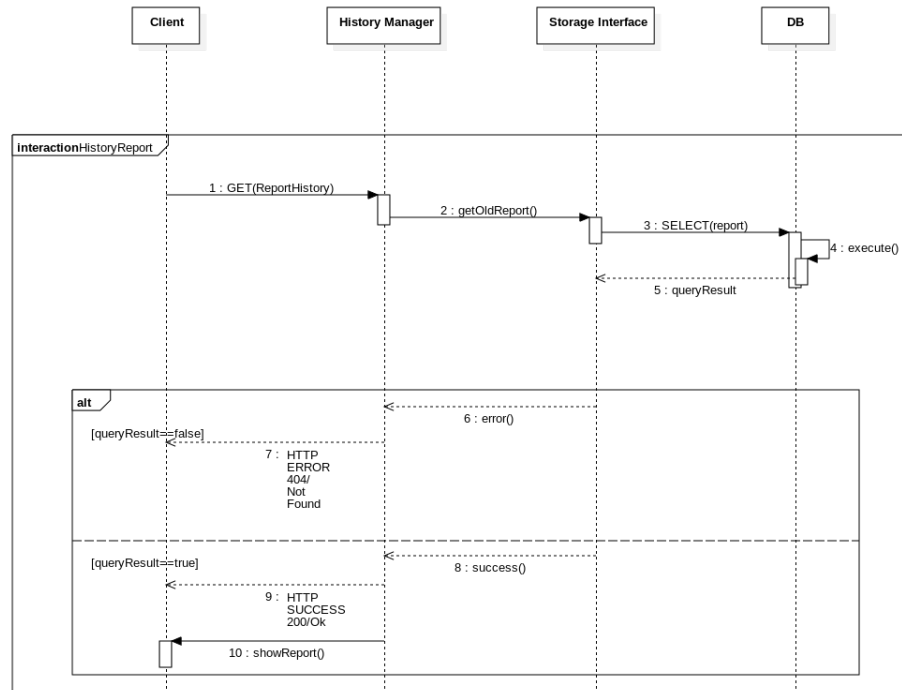 Client
History Manager
Storage Interface
DB
interactionHistoryReport
1 : GET(ReportHistory)
2 : getOldReport()
3 : SELECT(report)
4 : execute()
5 : queryResult
alt
6 : error()
[queryResult==false]
7 : HTTP
ERROR
404/
Not
Found
8 : success()
[queryResult==true]
9 : HTTP
SUCCESS
200/Ok
10 : showReport()